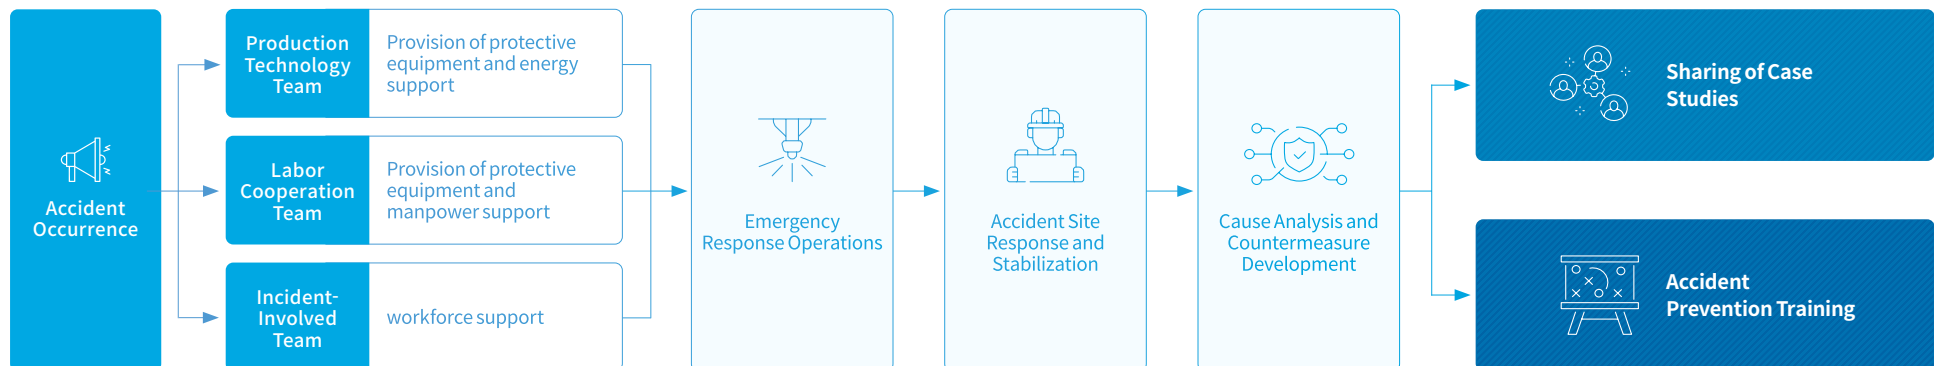 Accident
Occurrence
Production
Technology
Team
Provision of protective
equipment and energy
support
Labor
Cooperation
Team
Provision of protective
equipment and
manpower support
Incident-
Involved
Team
workforce support
Emergency
Response Operations
Accident Site
Response and
Stabilization
Cause Analysis and
Countermeasure
Development
Sharing of Case
Studies
Accident
Prevention Training